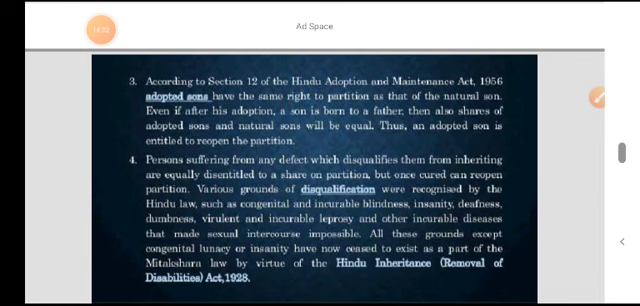 14:22
Ad Space
3. According to Section 12 of the Hindu Adoption and Maintenance Act, 1956
adopted sons have the same right to partition as that of the natural son.
Even if after his adoption, a son is born to a father, then also shares of
adopted sons and natural sons will be equal. Thus, an adopted son is
entitled to reopen the partition.
4. Persons suffering from any defect which disqualifies them from inheriting
are equally disentitled to a share on partition, but once cured can reopen
partition. Various grounds of disqualification were recognised by the
Hindu law, such as congenital and incurable blindness, insanity, deafness,
dumbness, virulent and incurable leprosy and other incurable diseases
that made sexual intercourse impossible. All these grounds except
congenital lunacy or insanity have now ceased to exist as a part of the
Mitakshara law by virtue of the Hindu Inheritance (Removal of
Disabilities) Act,1928.